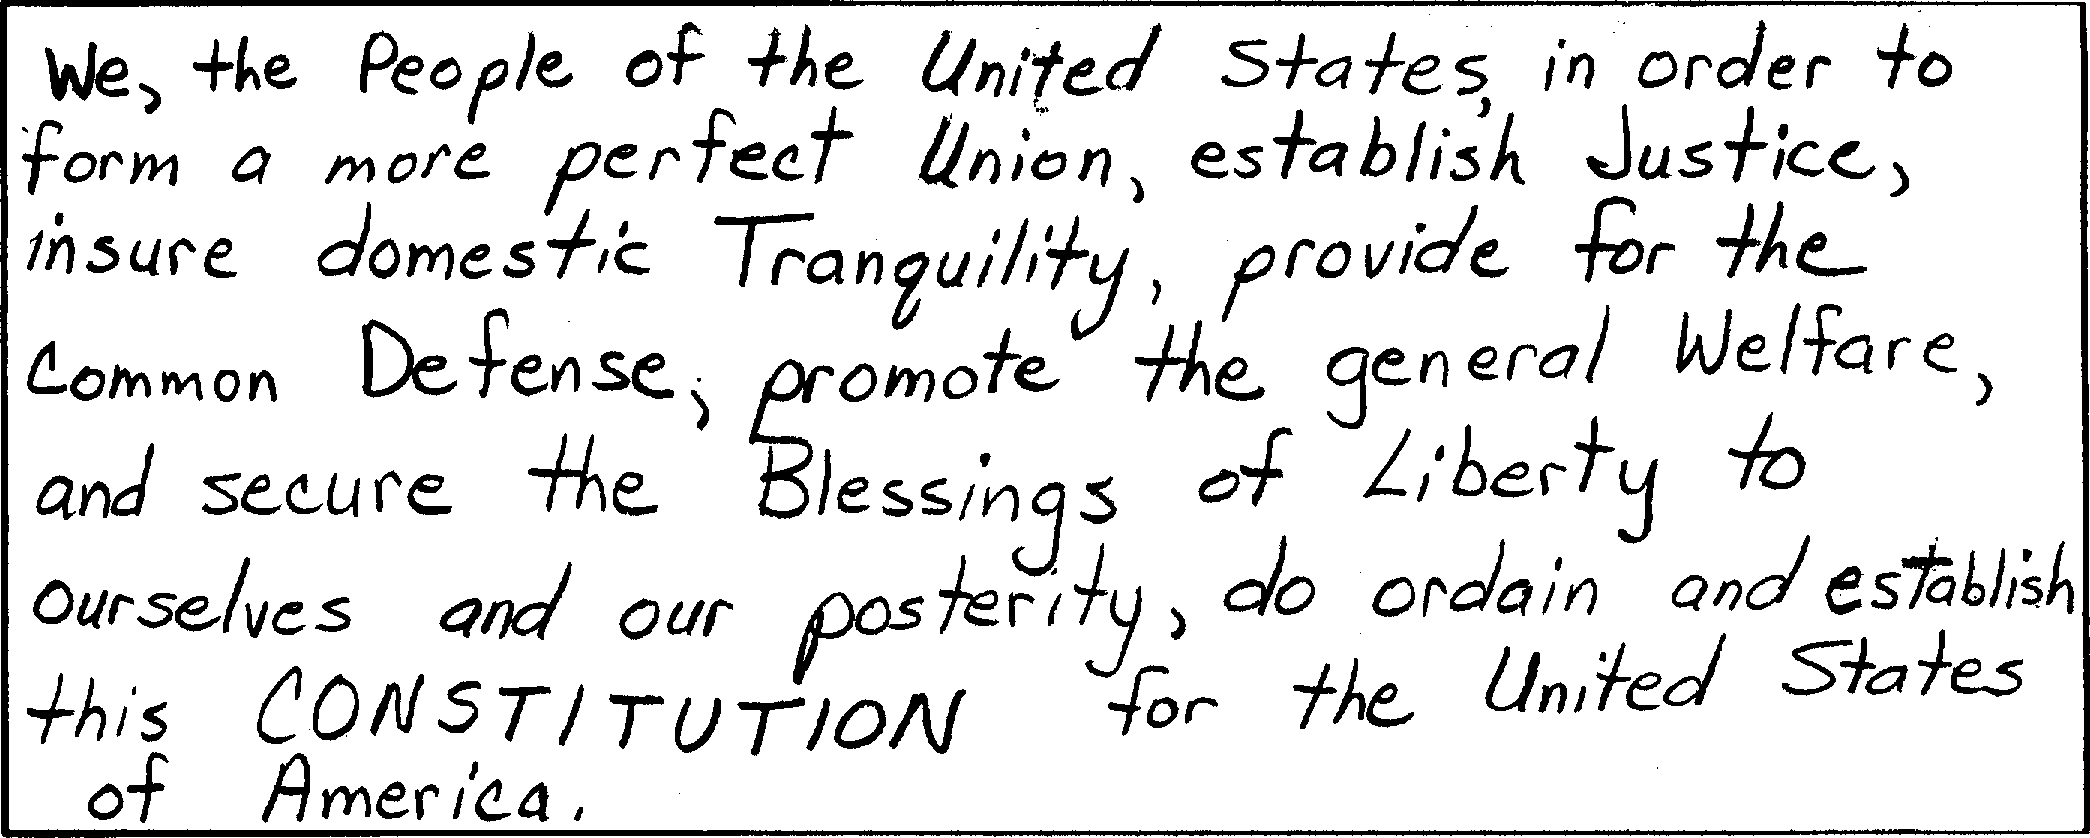 We, the People of the United States, in order to
form a more perfect Union, establish Justice,
insure domestic Tranquility, provide for the
Common Defense, promote the general Welfare,
and secure the Blessings of Liberty to
ourselves and our posterity, do ordain and establish
this CONSTITUTION for the United States
of America.